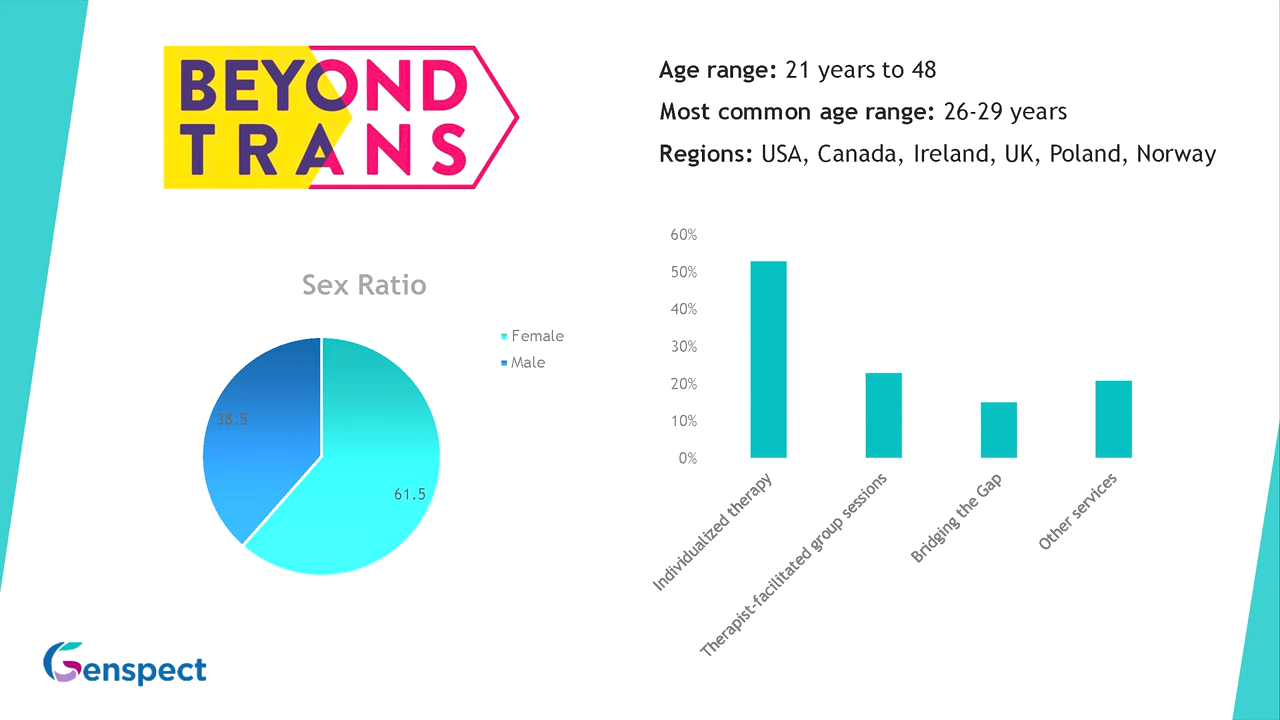 BEYOND
TRANS
Age range: 21 years to 48
Most common age range: 26-29 years
Regions: USA, Canada, Ireland, UK, Poland, Norway
Sex Ratio
Female
Male
38.5
61.5
60%
50%
40%
30%
20%
10%
0%
Individualized therapy
Therapist-facilitated group sessions
Bridging the Gap
Other services
Genspect